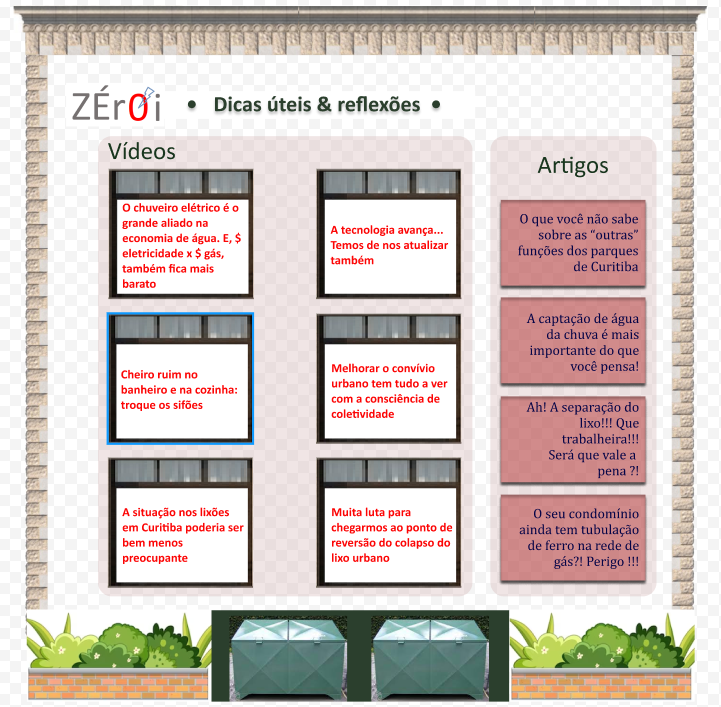 ZÉr0i
• Dicas úteis & reflexões •
Vídeos
O chuveiro elétrico é o
grande aliado na
economia de água. E, $
eletricidade x $ gás,
também fica mais
barato
A tecnologia avança...
Temos de nos atualizar
também
Cheiro ruim no
banheiro e na cozinha:
troque os sifões
Melhorar o convívio
urbano tem tudo a ver
com a consciência de
coletividade
A situação nos lixões
em Curitiba poderia ser
bem menos
preocupante
Muita luta para
chegarmos ao ponto de
reversão do colapso do
lixo urbano
Artigos
O que você não sabe
sobre as “outras”
funções dos parques
de Curitiba
A captação de água
da chuva é mais
importante do que
você pensa!
Ah! A separação do
lixo!!! Que
trabalheira!!!
Será que vale a
pena ?!
O seu condomínio
ainda tem tubulação
de ferro na rede de
gás?! Perigo !!!